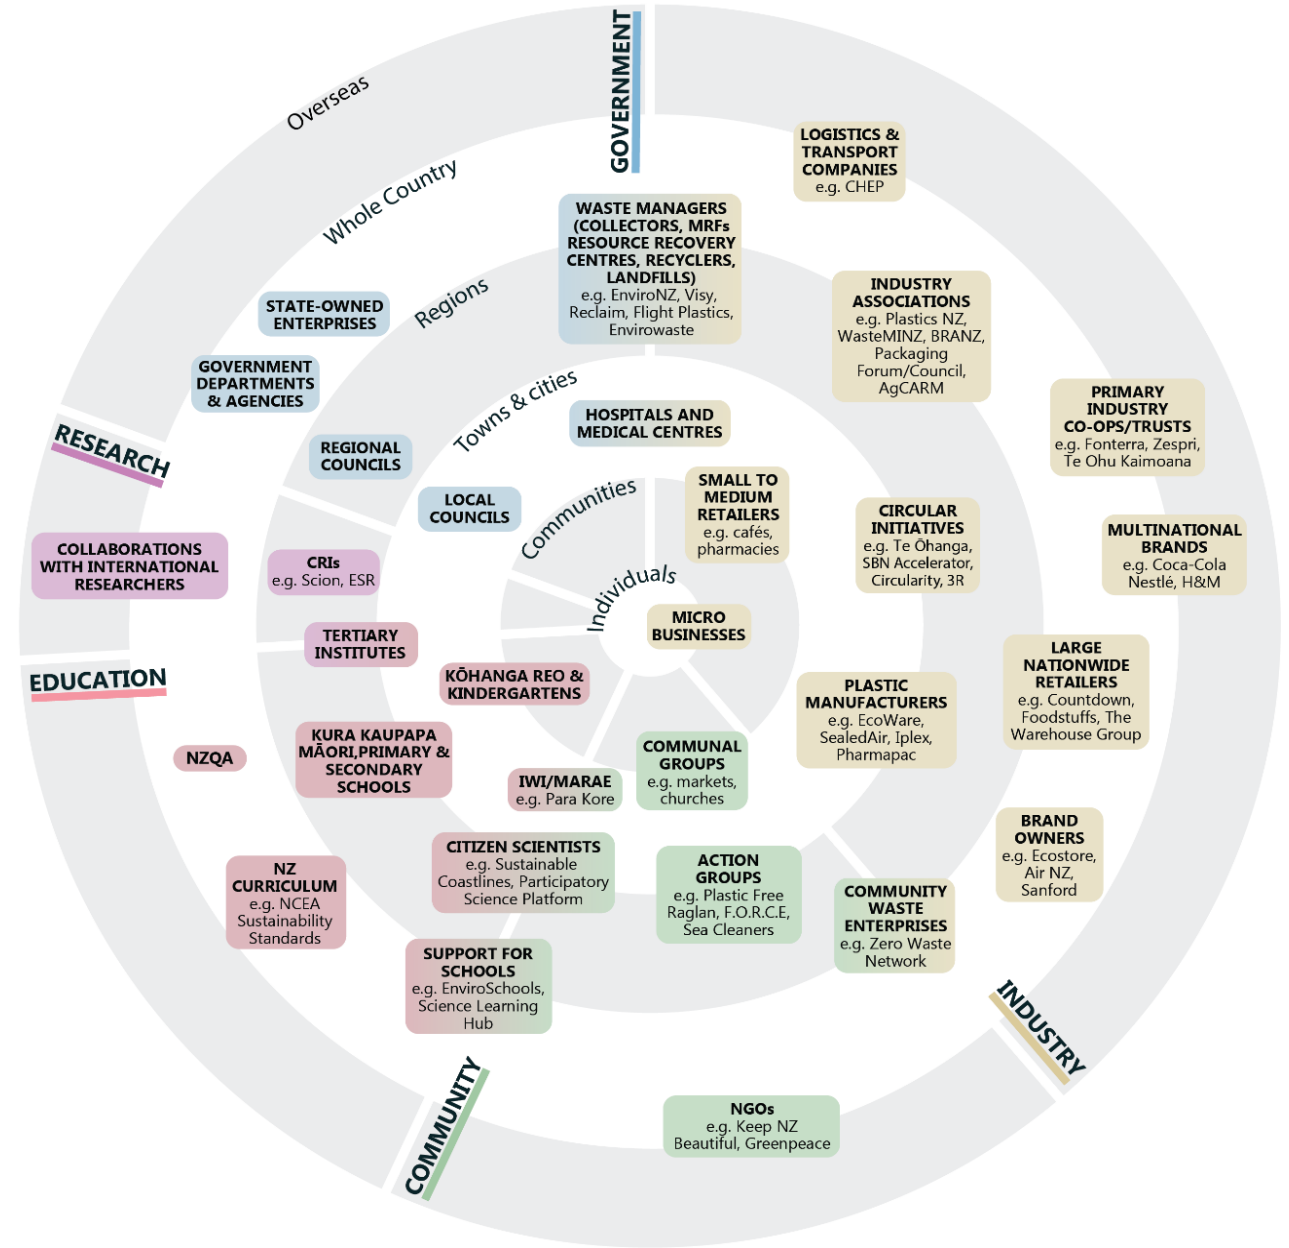 GOVERNMENT
Overseas
Whole Country
Regions
Towns & cities
Communities
Individuals
LOGISTICS &
TRANSPORT
COMPANIES
e.g. CHEP
WASTE MANAGERS
(COLLECTORS, MRFs
RESOURCE RECOVERY
CENTRES, RECYCLERS,
LANDFILLS)
e.g. EnviroNZ, Visy,
Reclaim, Flight Plastics,
Envirowaste
INDUSTRY
ASSOCIATIONS
e.g. Plastics NZ,
WasteMINZ, BRANZ,
Packaging
Forum/Council,
AgCARM
STATE-OWNED
ENTERPRISES
GOVERNMENT
DEPARTMENTS
& AGENCIES
REGIONAL
COUNCILS
LOCAL
COUNCILS
HOSPITALS AND
MEDICAL CENTRES
PRIMARY
INDUSTRY
CO-OPS/TRUSTS
e.g. Fonterra, Zespri,
Te Ohu Kaimoana
SMALL TO
MEDIUM
RETAILERS
e.g. cafés,
pharmacies
CIRCULAR
INITIATIVES
e.g. Te Ōhanga,
SBN Accelerator,
Circularity, 3R
MULTINATIONAL
BRANDS
e.g. Coca-Cola
Nestlé, H&M
RESEARCH
COLLABORATIONS
WITH INTERNATIONAL
RESEARCHERS
CRIs
e.g. Scion, ESR
TERTIARY
INSTITUTES
MICRO
BUSINESSES
EDUCATION
KŌHANGA REO &
KINDERGARTENS
PLASTIC
MANUFACTURERS
e.g. EcoWare,
SealedAir, Iplex,
Pharmapac
LARGE
NATIONWIDE
RETAILERS
e.g. Countdown,
Foodstuffs, The
Warehouse Group
NZQA
KURA KAUPAPA
MĀORI,PRIMARY &
SECONDARY
SCHOOLS
IWI/MARAE
e.g. Para Kore
COMMUNAL
GROUPS
e.g. markets,
churches
BRAND
OWNERS
e.g. Ecostore,
Air NZ,
Sanford
NZ
CURRICULUM
e.g. NCEA
Sustainability
Standards
CITIZEN SCIENTISTS
e.g. Sustainable
Coastlines, Participatory
Science Platform
ACTION
GROUPS
e.g. Plastic Free
Raglan, F.O.R.C.E,
Sea Cleaners
COMMUNITY
WASTE
ENTERPRISES
e.g. Zero Waste
Network
SUPPORT FOR
SCHOOLS
e.g. EnviroSchools,
Science Learning
Hub
INDUSTRY
COMMUNITY
NGOs
e.g. Keep NZ
Beautiful, Greenpeace